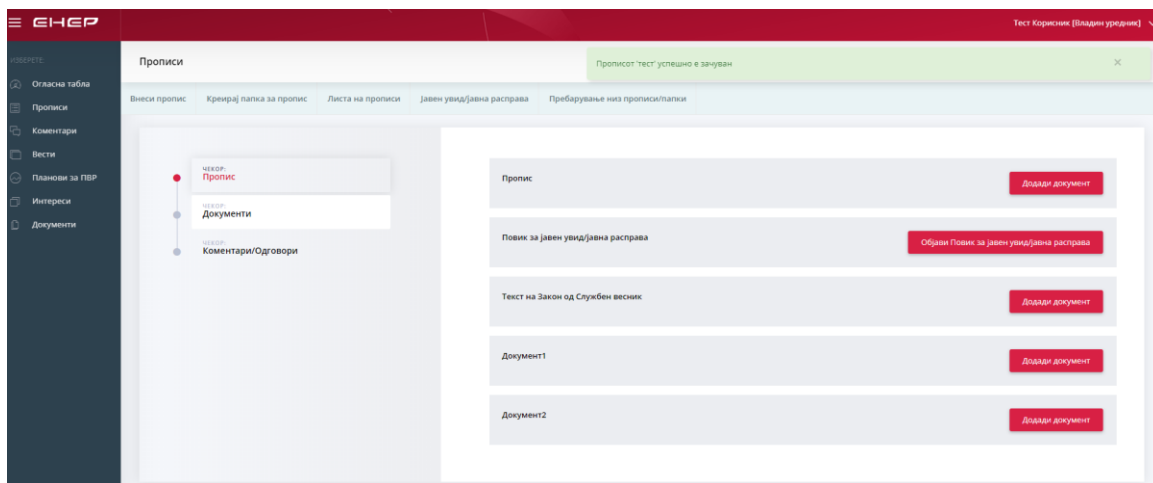 ЕНЕР
Тест Корисник [Владин уредник]
ИЗБЕРЕТЕ:
Огласна табла
Прописи
Коментари
Вести
Планови за ПВР
Интереси
Документи
Прописи
Прописот 'тест' успешно е зачуван
Внеси пропис Креирај папка за пропис Листа на прописи Јавен увид/јавна расправа Пребарување низ прописи/папки
ЧЕКОР:
Пропис
ЧЕКОР:
Документи
ЧЕКОР:
Коментари/Одговори
Пропис
Додади документ
Повик за јавен увид/јавна расправа
Објави Повик за јавен увид/јавна расправа
Текст на Закон од Службен весник
Додади документ
Документ1
Додади документ
Документ2
Додади документ